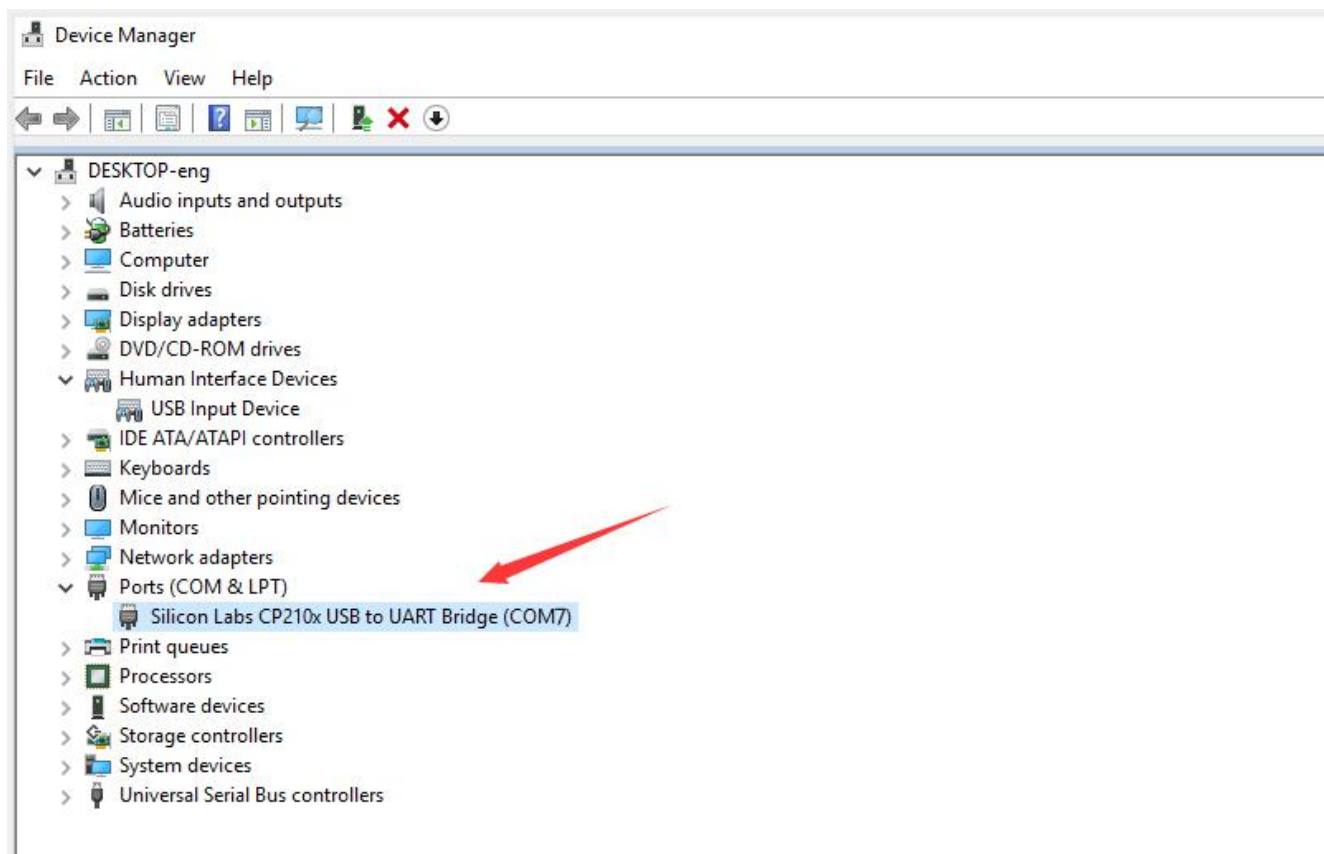 Device Manager
File Action View Help
?
DESKTOP-eng
Audio inputs and outputs
Batteries
Computer
Disk drives
Display adapters
DVD/CD-ROM drives
Human Interface Devices
USB Input Device
IDE ATA/ATAPI controllers
Keyboards
Mice and other pointing devices
Monitors
Network adapters
Ports (COM & LPT)
Silicon Labs CP210x USB to UART Bridge (COM7)
Print queues
Processors
Software devices
Storage controllers
System devices
Universal Serial Bus controllers